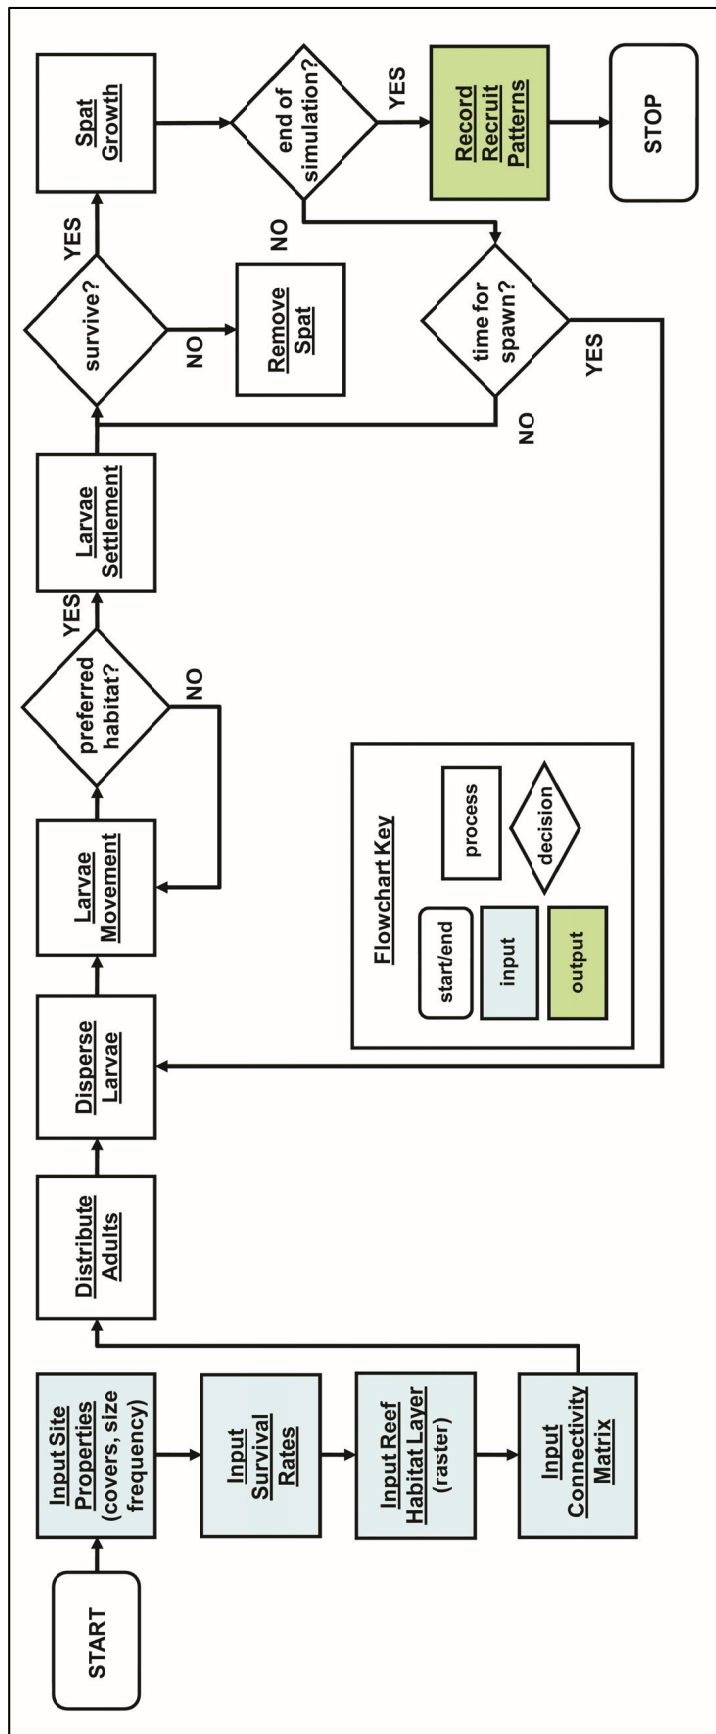 START
Input Site
Properties
(covers, size
frequency)
Input
Survival
Rates
Input Reef
Habitat Layer
(raster)
Input
Connectivity
Matrix
Distribute
Adults
Disperse
Larvae
Larvae
Movement
preferred
habitat?
NO
YES
Larvae
Settlement
survive?
NO
Remove
Spat
YES
Spat
Growth
end of
simulation?
NO
time for
spawn?
NO
YES
YES
Record
Recruit
Patterns
STOP
Flowchart Key
start/end
process
input
decision
output